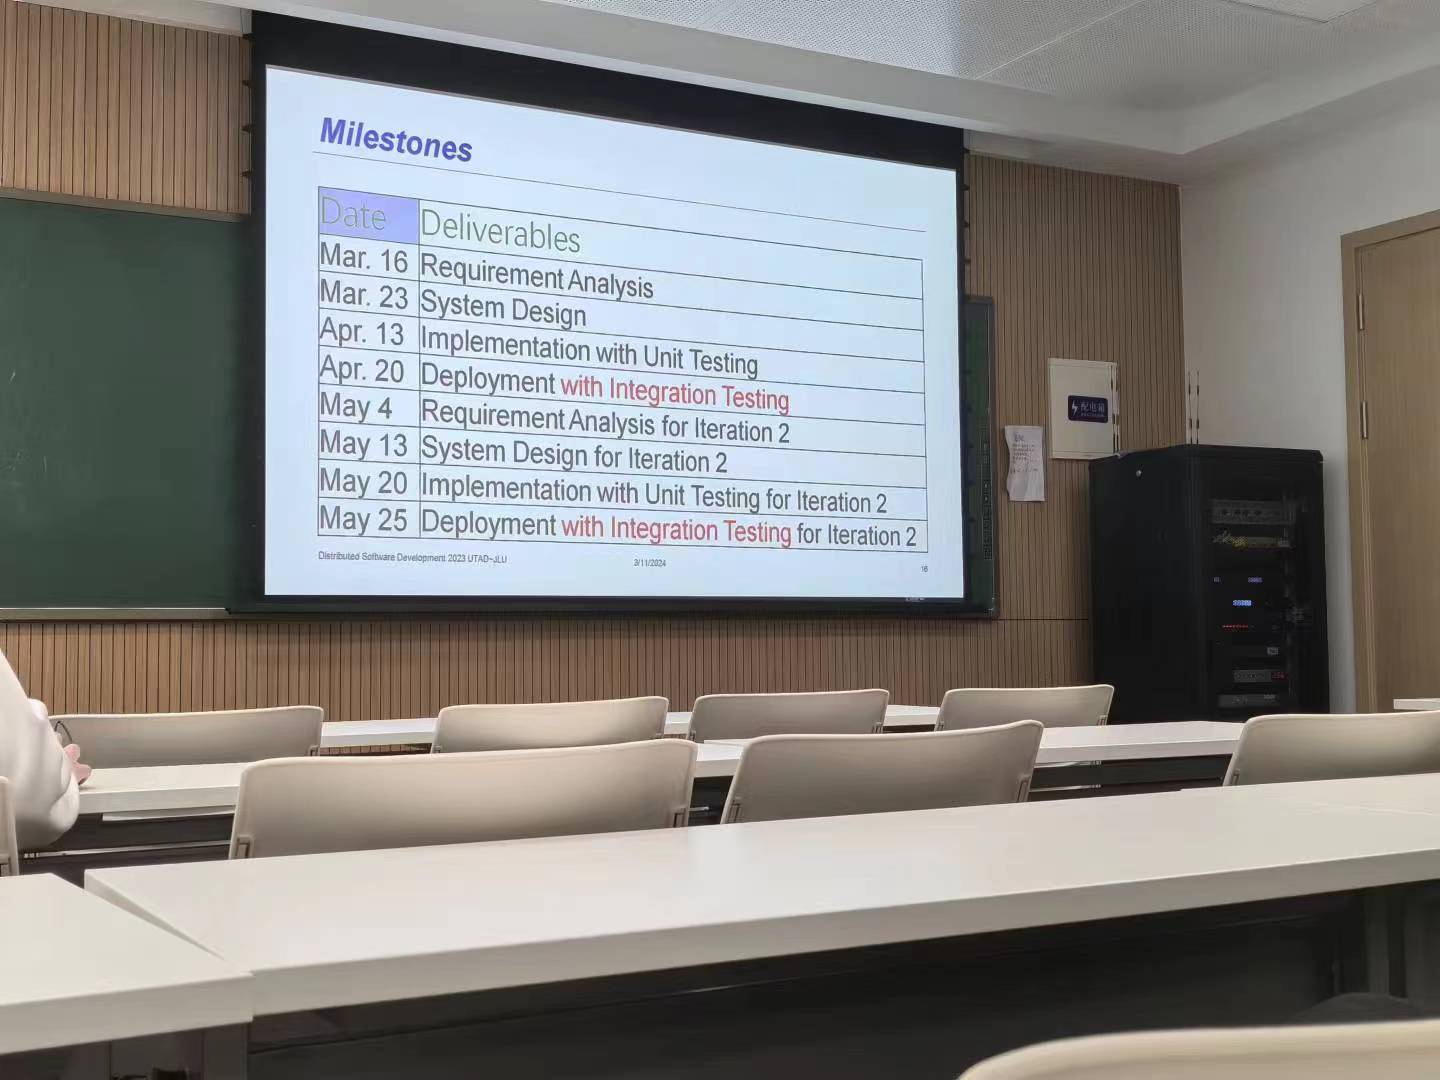 Milestones
Date Deliverables
Mar. 16 Requirement Analysis
Mar. 23 System Design
Apr. 13 Implementation with Unit Testing
Apr. 20 Deployment with Integration Testing
May 4 Requirement Analysis for Iteration 2
May 13 System Design for Iteration 2
May 20 Implementation with Unit Testing for Iteration 2
May 25 Deployment with Integration Testing for Iteration 2
Distributed Software Development 2023 UTAD-JLU 3/11/2024 16
配电箱